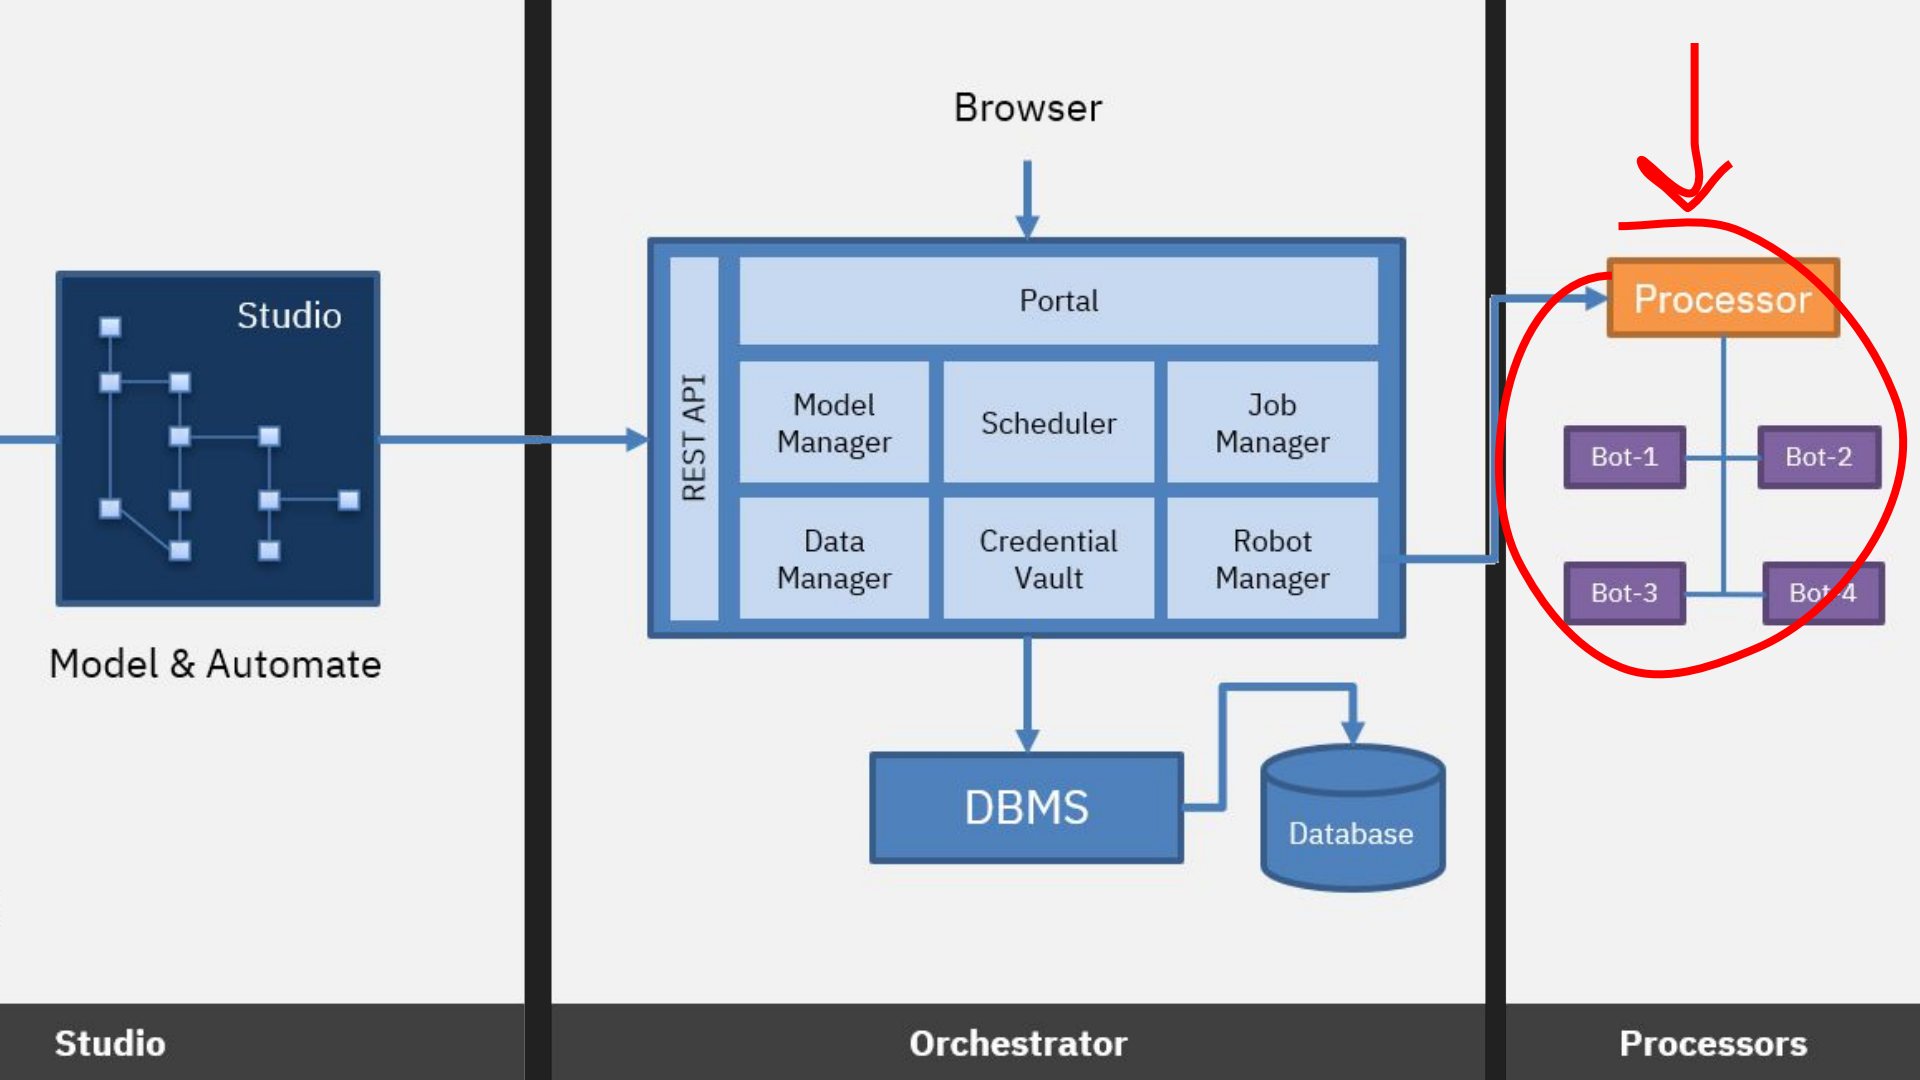 Browser
Studio
Model & Automate
REST API
Portal
Model
Manager
Scheduler
Job
Manager
Data
Manager
Credential
Vault
Robot
Manager
DBMS
Database
Processor
Bot-1
Bot-2
Bot-3
Bot-4
Studio
Orchestrator
Processors